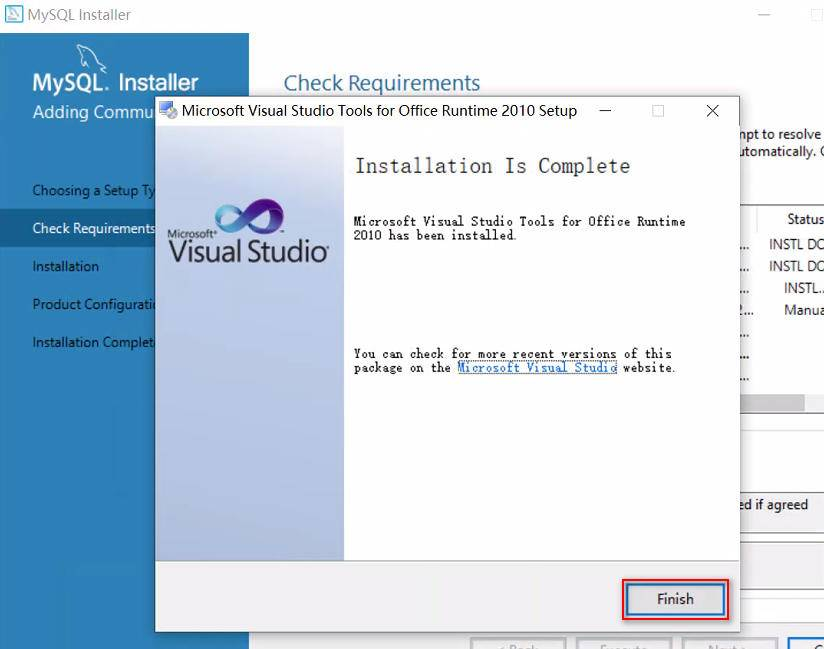 MySQL Installer
MySQL. Installer
Adding Commu
Check Requirements
Microsoft Visual Studio Tools for Office Runtime 2010 Setup
Installation Is Complete
Microsoft Visual Studio Tools for Office Runtime
2010 has been installed.
You can check for more recent versions of this
package on the Microsoft Visual Studio website.
Microsoft®
Visual Studio®
Choosing a Setup Ty
Check Requirements
Installation
Product Configuratio
Installation Complet
mpt to resolve
utomatically.
Status
INSTL DO
INSTL DO
INSTL..
Manua
ed if agreed
Finish